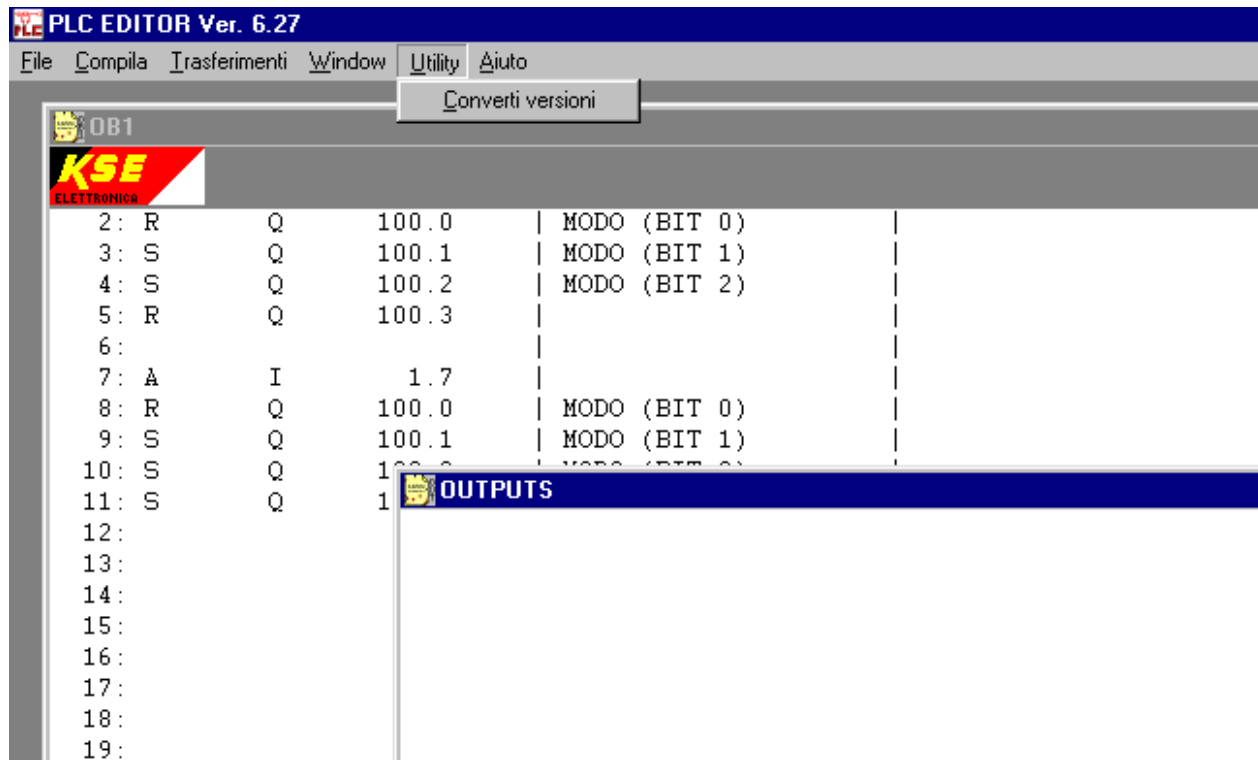 PLC EDITOR Ver. 6.27
File Compila Trasferimenti Window Utility Aiuto
Converti versioni
OB1
KSE
ELETTRONICA
2: R Q 100.0 | MODO (BIT 0) |
3: S Q 100.1 | MODO (BIT 1) |
4: S Q 100.2 | MODO (BIT 2) |
5: R Q 100.3 | |
6: | |
7: A I 1.7 | |
8: R Q 100.0 | MODO (BIT 0) |
9: S Q 100.1 | MODO (BIT 1) |
10: S Q
11: S Q 1
OUTPUTS
12:
13:
14:
15:
16:
17:
18:
19: